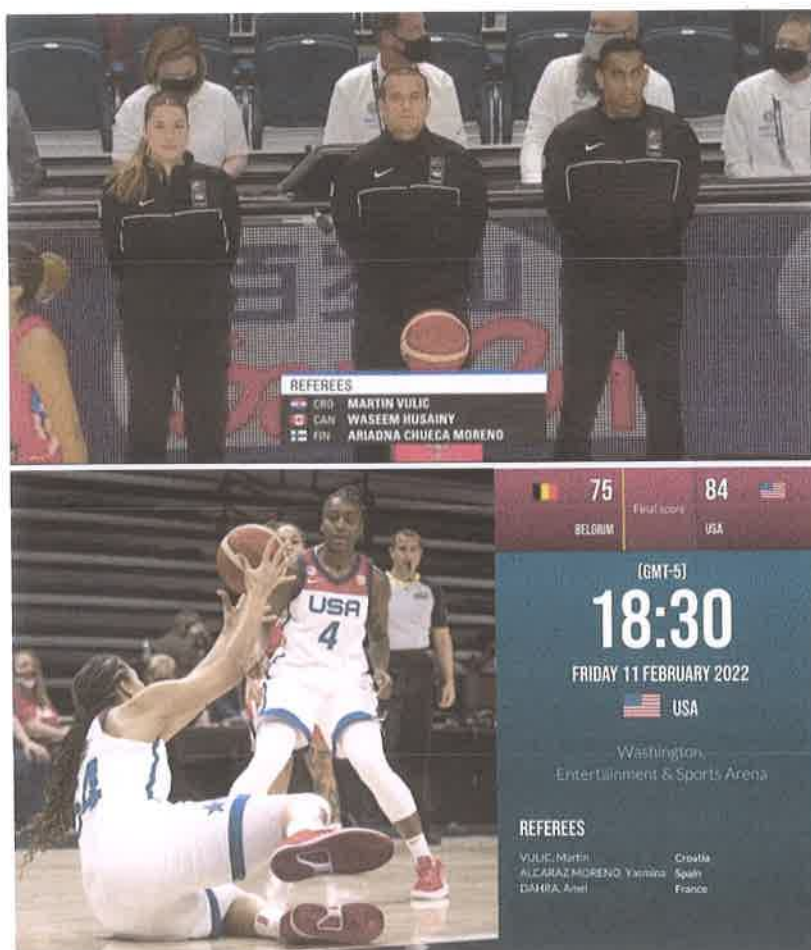 REFEREES
CRO MARTIN VULIC
CAN WASEEM HUSAINY
FIN ARIADNA CHUECA MORENO
75 Final score 84
BELGIUM USA
(GMT-5)
18:30
FRIDAY 11 FEBRUARY 2022
USA
Washington,
Entertainment & Sports Arena
REFEREES
VULIC, Martin Croatia
ALCARAZ MORENO, Yasmina Spain
DAHRA, Amel France
USA
4